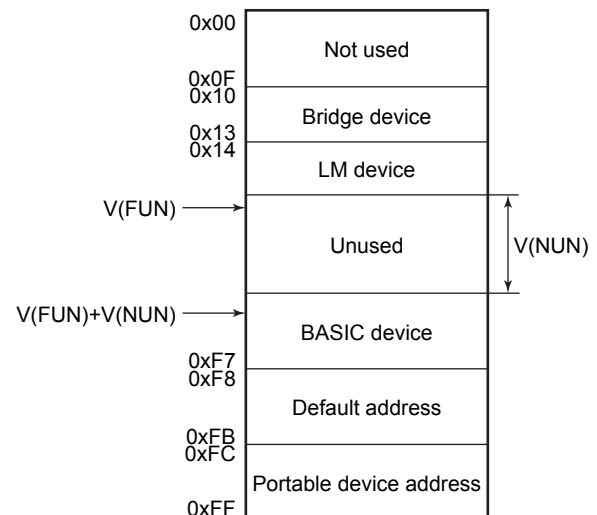 0x00
Not used
0x0F
0x10
Bridge device
0x13
0x14
LM device
V(FUN)
Unused
V(NUN)
V(FUN)+V(NUN)
BASIC device
0xF7
0xF8
Default address
0xFB
0xFC
Portable device address
0xFF